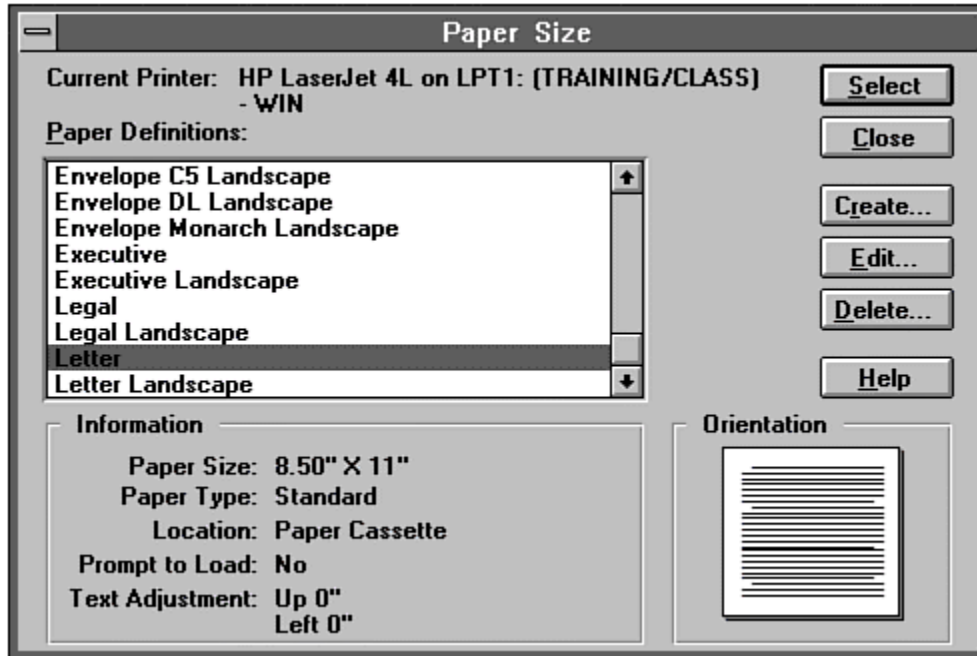 Paper Size
Current Printer: HP LaserJet 4L on LPT1: (TRAINING/CLASS)
- WIN
Paper Definitions:
Envelope C5 Landscape
Envelope DL Landscape
Envelope Monarch Landscape
Executive
Executive Landscape
Legal
Legal Landscape
Letter
Letter Landscape
Select
Close
Create...
Edit...
Delete...
Help
Information
Paper Size: 8.50" X 11"
Paper Type: Standard
Location: Paper Cassette
Prompt to Load: No
Text Adjustment: Up 0"
Left 0"
Orientation